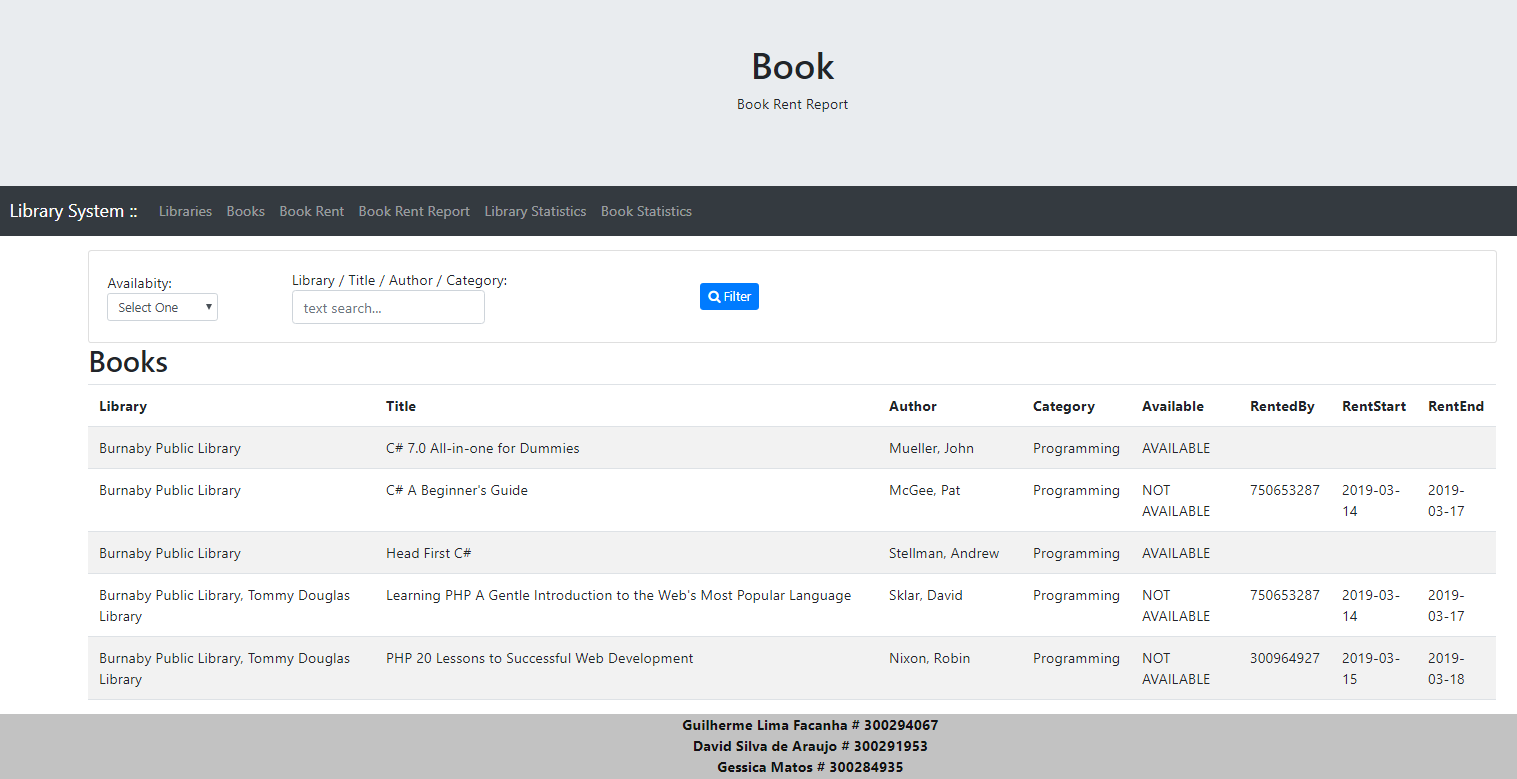 Book
Book Rent Report
Library System :: Libraries Books Book Rent Book Rent Report Library Statistics Book Statistics
Availabity: Library / Title / Author / Category:
Select One text search... Filter
Books
Library Title Author Category Available RentedBy RentStart RentEnd
Burnaby Public Library C# 7.0 All-in-one for Dummies Mueller, John Programming AVAILABLE
Burnaby Public Library C# A Beginner's Guide McGee, Pat Programming NOT 750653287 2019-03- 2019-
AVAILABLE 14 03-17
Burnaby Public Library Head First C# Stellman, Andrew Programming AVAILABLE
Burnaby Public Library, Tommy Douglas Learning PHP A Gentle Introduction to the Web's Most Popular Language Sklar, David Programming NOT 750653287 2019-03- 2019-
Library AVAILABLE 14 03-17
Burnaby Public Library, Tommy Douglas PHP 20 Lessons to Successful Web Development Nixon, Robin Programming NOT 300964927 2019-03- 2019-
Library AVAILABLE 15 03-18
Guilherme Lima Facanha # 300294067
David Silva de Araujo # 300291953
Gessica Matos # 300284935